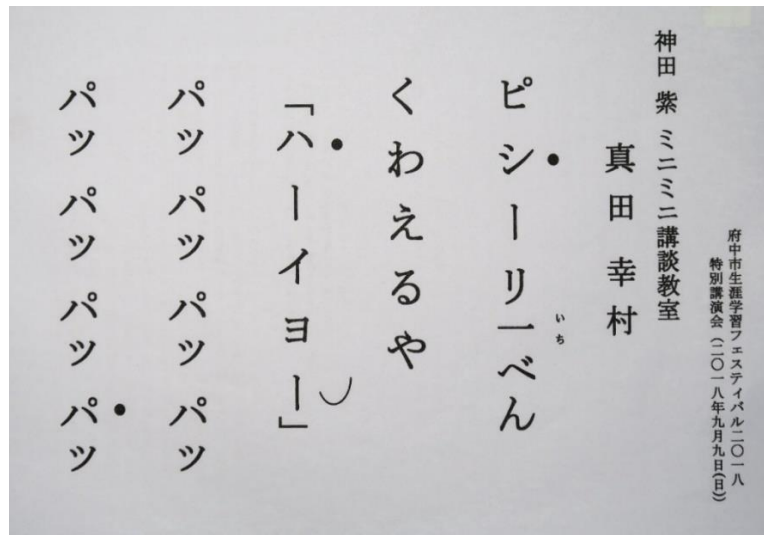 府中市生涯学習フェスティバル二〇一八
特別講演会(二〇一八年九月九日(日))
神田 紫 ミニミニ講談教室
真田幸村
ピシーリ一べん
いち
くわえるや
「ハーイヨー」
パッ パッ パッ パッ
パッ パッ パッ パッ